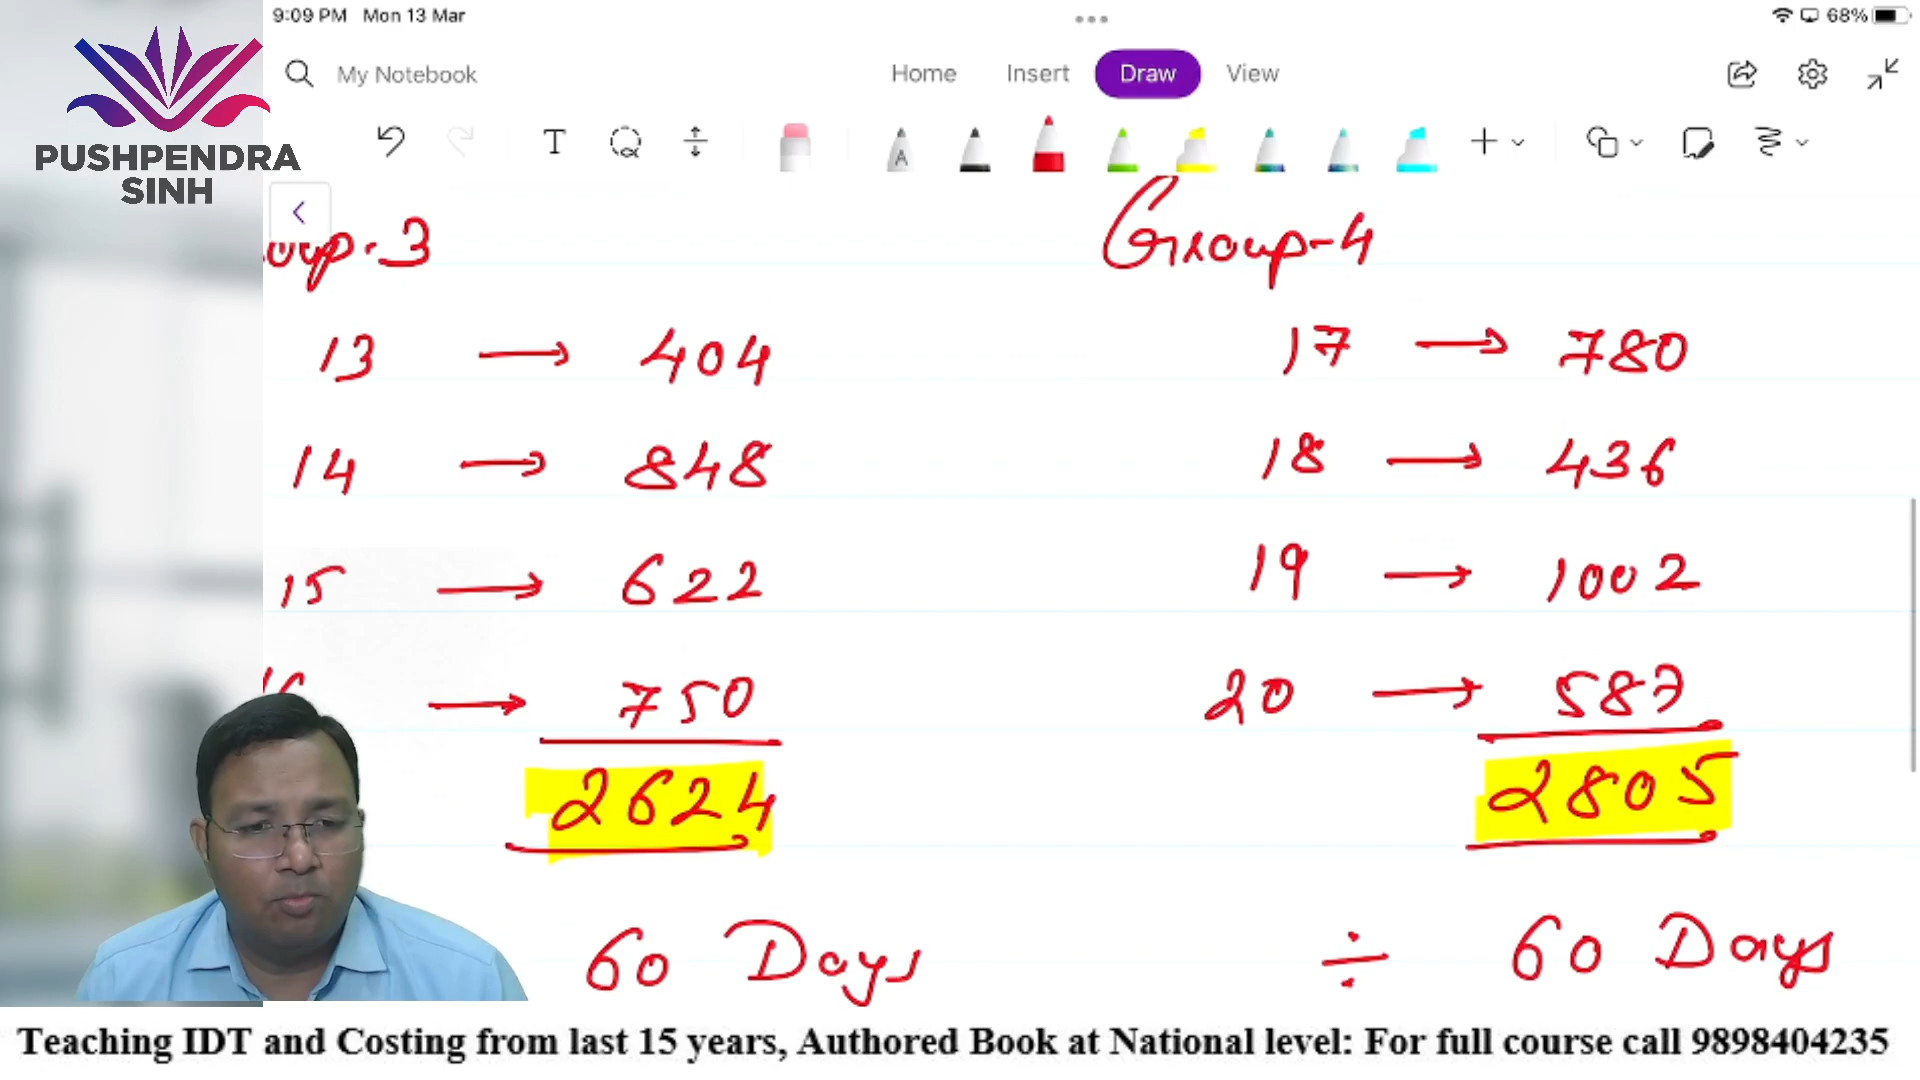 9:09 PM Mon 13 Mar
68%
PUSHPENDRA
SINH
My Notebook
Home Insert Draw View
T
A
oup-3
Group-4
13 → 404
17 → 780
14 → 848
18 → 436
15 → 622
19 → 1002
16 → 750
20 → 587
2624
2805
60 Days
÷ 60 Days
Teaching IDT and Costing from last 15 years, Authored Book at National level: For full course call 9898404235